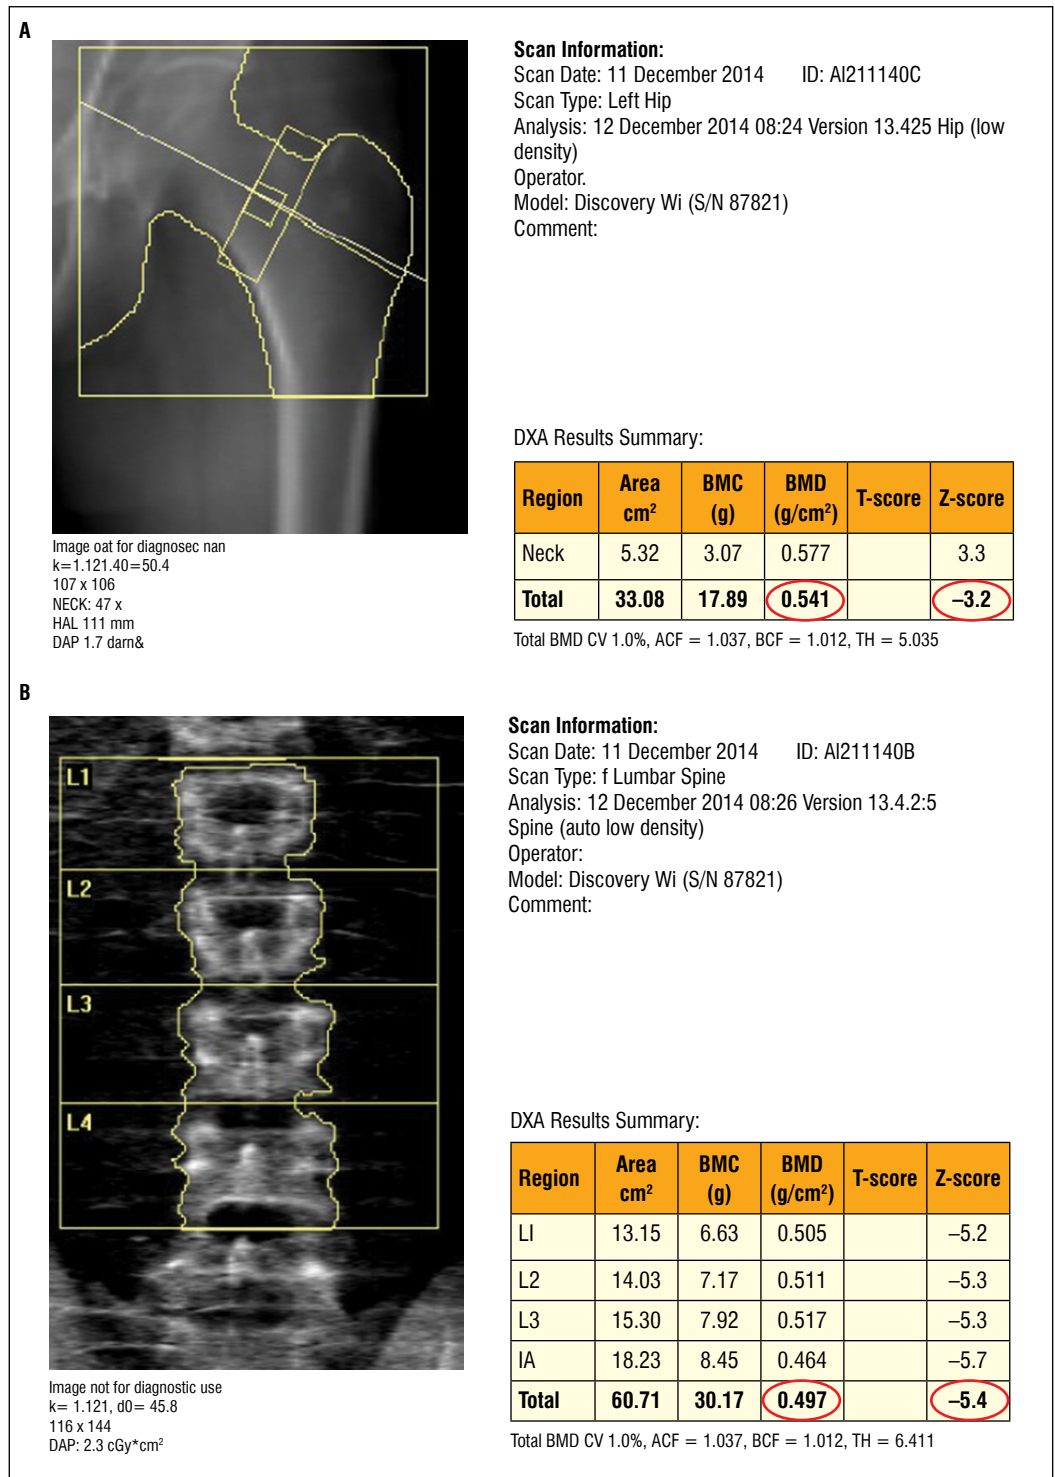 A
Scan Information:
Scan Date: 11 December 2014 ID: AI211140C
Scan Type: Left Hip
Analysis: 12 December 2014 08:24 Version 13.425 Hip (low
density)
Operator.
Model: Discovery Wi (S/N 87821)
Comment:
DXA Results Summary:
Region Area cm² BMC (g) BMD (g/cm²) T-score Z-score
Neck 5.32 3.07 0.577 3.3
Total 33.08 17.89 0.541 –3.2
Total BMD CV 1.0%, ACF = 1.037, BCF = 1.012, TH = 5.035
Image oat for diagnosec nan
k=1.121.40=50.4
107 x 106
NECK: 47 x
HAL 111 mm
DAP 1.7 darn&
B
L1
L2
L3
L4
Scan Information:
Scan Date: 11 December 2014 ID: AI211140B
Scan Type: f Lumbar Spine
Analysis: 12 December 2014 08:26 Version 13.4.2:5
Spine (auto low density)
Operator:
Model: Discovery Wi (S/N 87821)
Comment:
DXA Results Summary:
Region Area cm² BMC (g) BMD (g/cm²) T-score Z-score
LI 13.15 6.63 0.505 –5.2
L2 14.03 7.17 0.511 –5.3
L3 15.30 7.92 0.517 –5.3
IA 18.23 8.45 0.464 –5.7
Total 60.71 30.17 0.497 –5.4
Total BMD CV 1.0%, ACF = 1.037, BCF = 1.012, TH = 6.411
Image not for diagnostic use
k= 1.121, d0= 45.8
116 x 144
DAP: 2.3 cGy*cm²